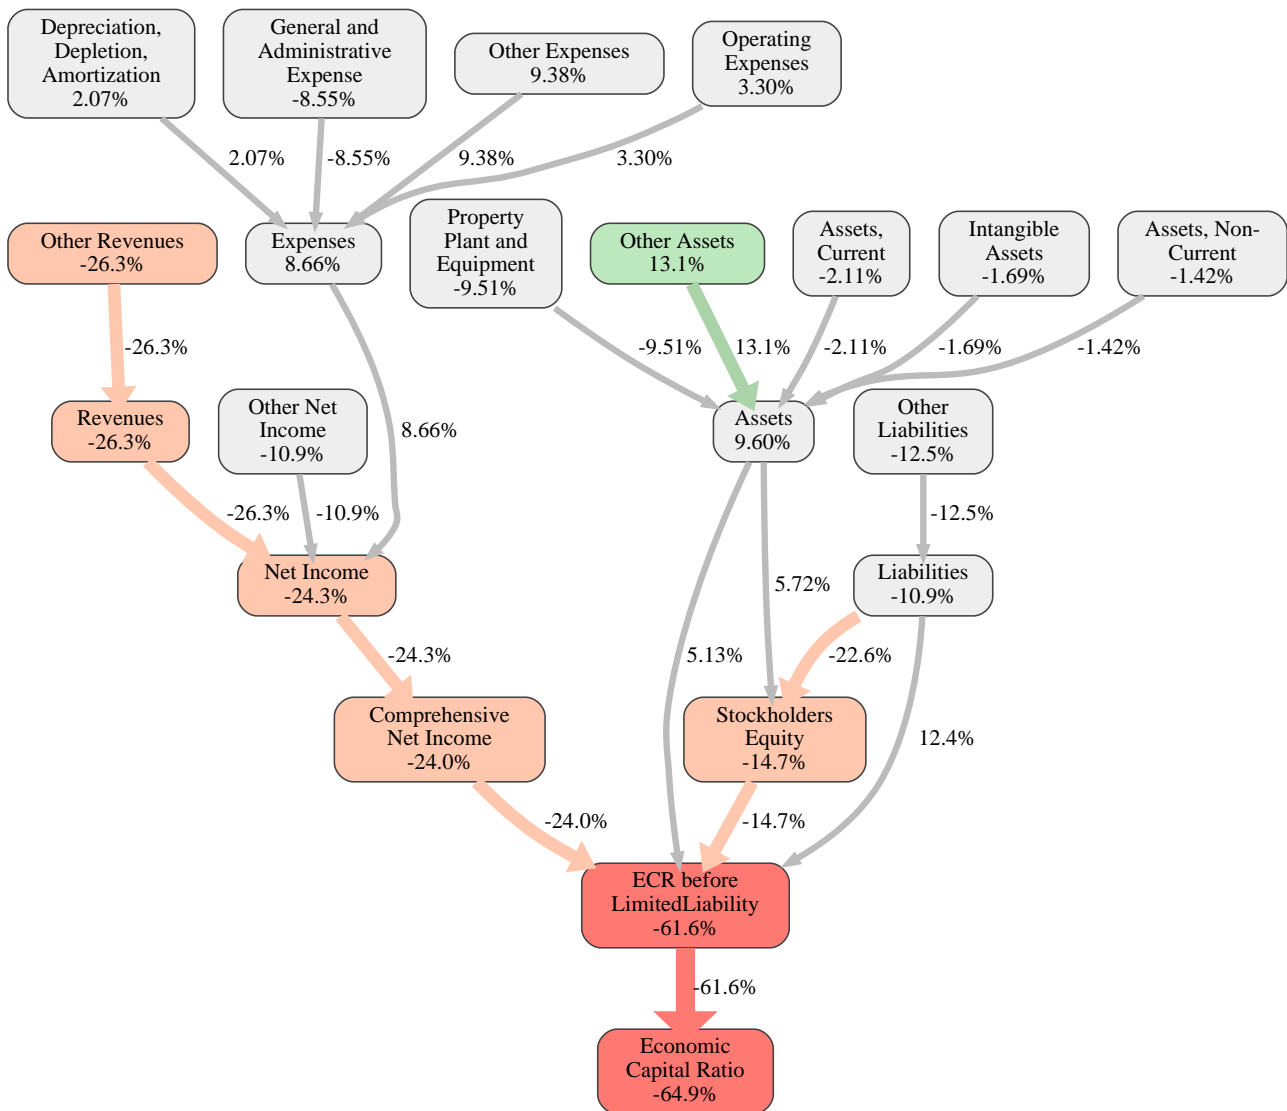 Depreciation,
Depletion,
Amortization
2.07%
General and
Administrative
Expense
-8.55%
Other Expenses
9.38%
Operating
Expenses
3.30%
2.07%
-8.55%
9.38%
3.30%
Other Revenues
-26.3%
Expenses
8.66%
Property
Plant and
Equipment
-9.51%
Other Assets
13.1%
Assets,
Current
-2.11%
Intangible
Assets
-1.69%
Assets, Non-
Current
-1.42%
-26.3%
-9.51%
13.1%
-2.11%
-1.69%
-1.42%
Revenues
-26.3%
Other Net
Income
-10.9%
8.66%
Assets
9.60%
Other
Liabilities
-12.5%
-26.3%
-10.9%
-12.5%
Net Income
-24.3%
5.72%
Liabilities
-10.9%
-24.3%
5.13%
-22.6%
Comprehensive
Net Income
-24.0%
Stockholders
Equity
-14.7%
12.4%
-24.0%
-14.7%
ECR before
LimitedLiability
-61.6%
-61.6%
Economic
Capital Ratio
-64.9%